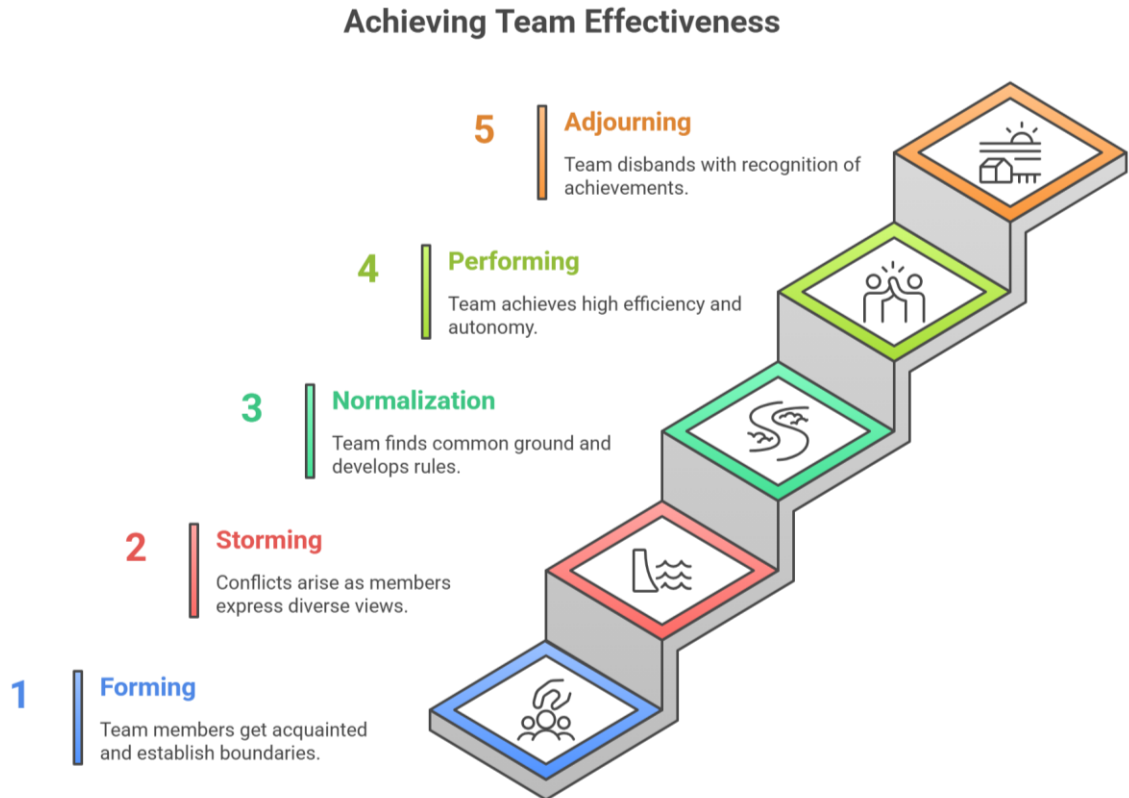 Achieving Team Effectiveness
5
Adjourning
Team disbands with recognition of
achievements.
4
Performing
Team achieves high efficiency and
autonomy.
3
Normalization
Team finds common ground and
develops rules.
2
Storming
Conflicts arise as members
express diverse views.
1
Forming
Team members get acquainted
and establish boundaries.